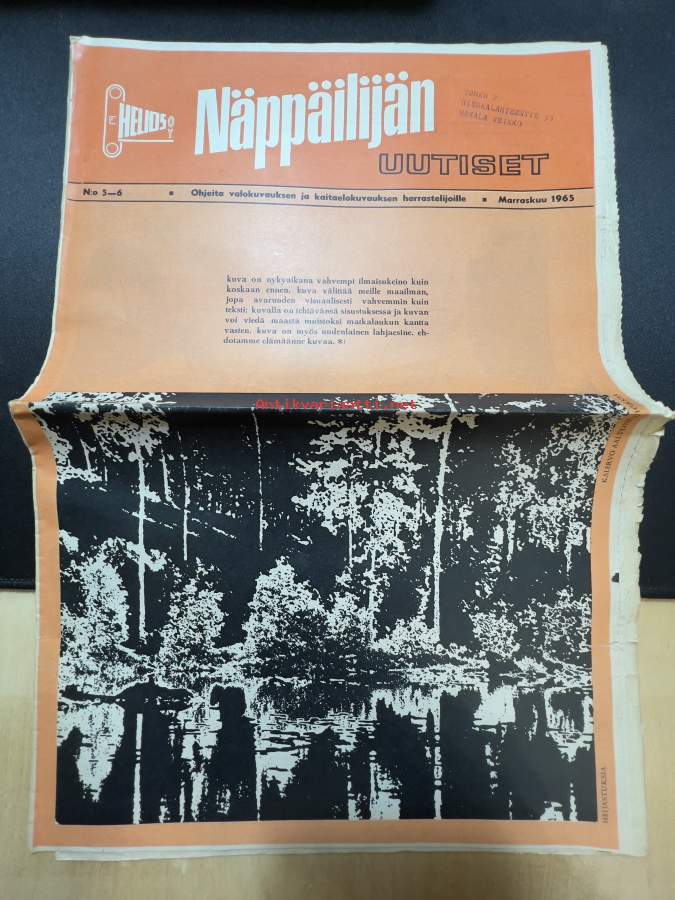 E HELIOS OY
Näppäilijän
UUTISET
N:o 5—6 ■ Ohjeita valokuvauksen ja kaitaelokuvauksen harrastelijoille ■ Marraskuu 1965
kuva on nykyaikana vahvempi ilmaisukeino kuin
koskaan ennen. kuva välittää meille maailman,
jopa avaruuden visuaalisesti vahvemmin kuin
teksti: kuvalla on tehtävänsä sisustuksessa ja kuvan
voi viedä maasta muistoksi matkalaukun kantta
vasten. kuva on myös uudenlainen lahjaesine. eh-
dotamme elämäänne kuvaa.
Antikvariaatti.net
KALERVO
HEIJASTUKSIA